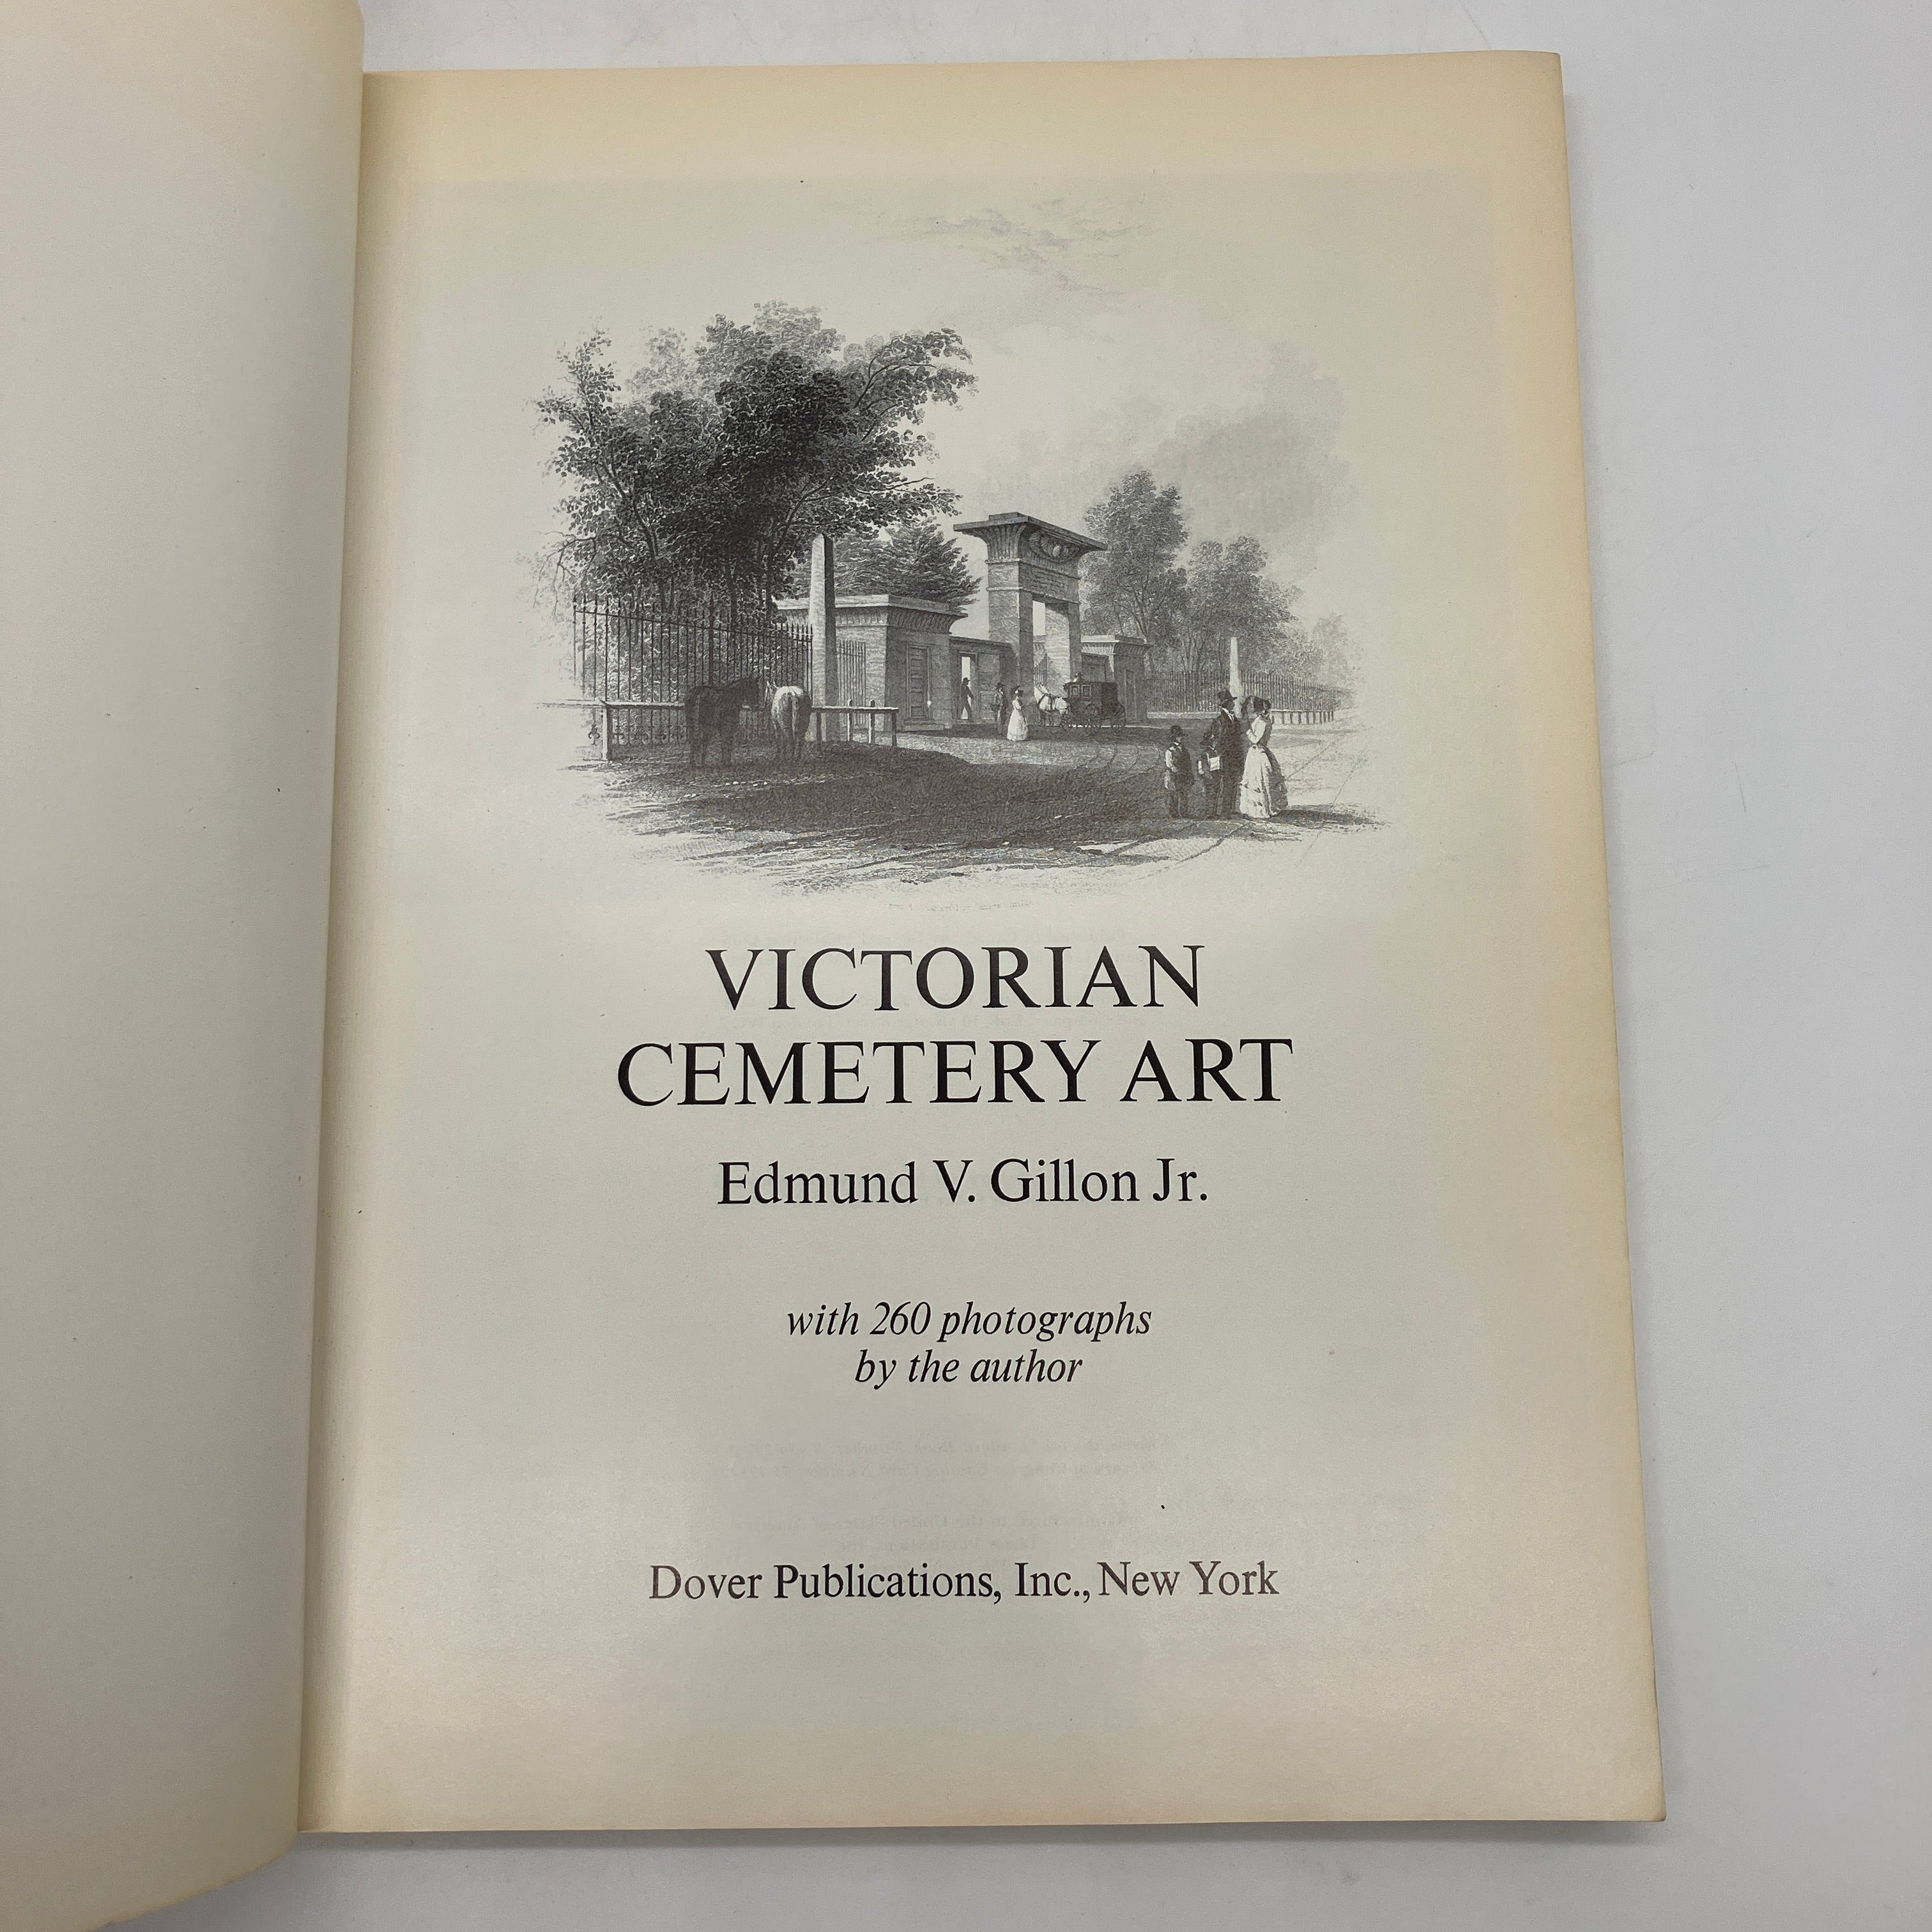 VICTORIAN
CEMETERY ART
Edmund V. Gillon Jr.
with 260 photographs
by the author
Dover Publications, Inc., New York